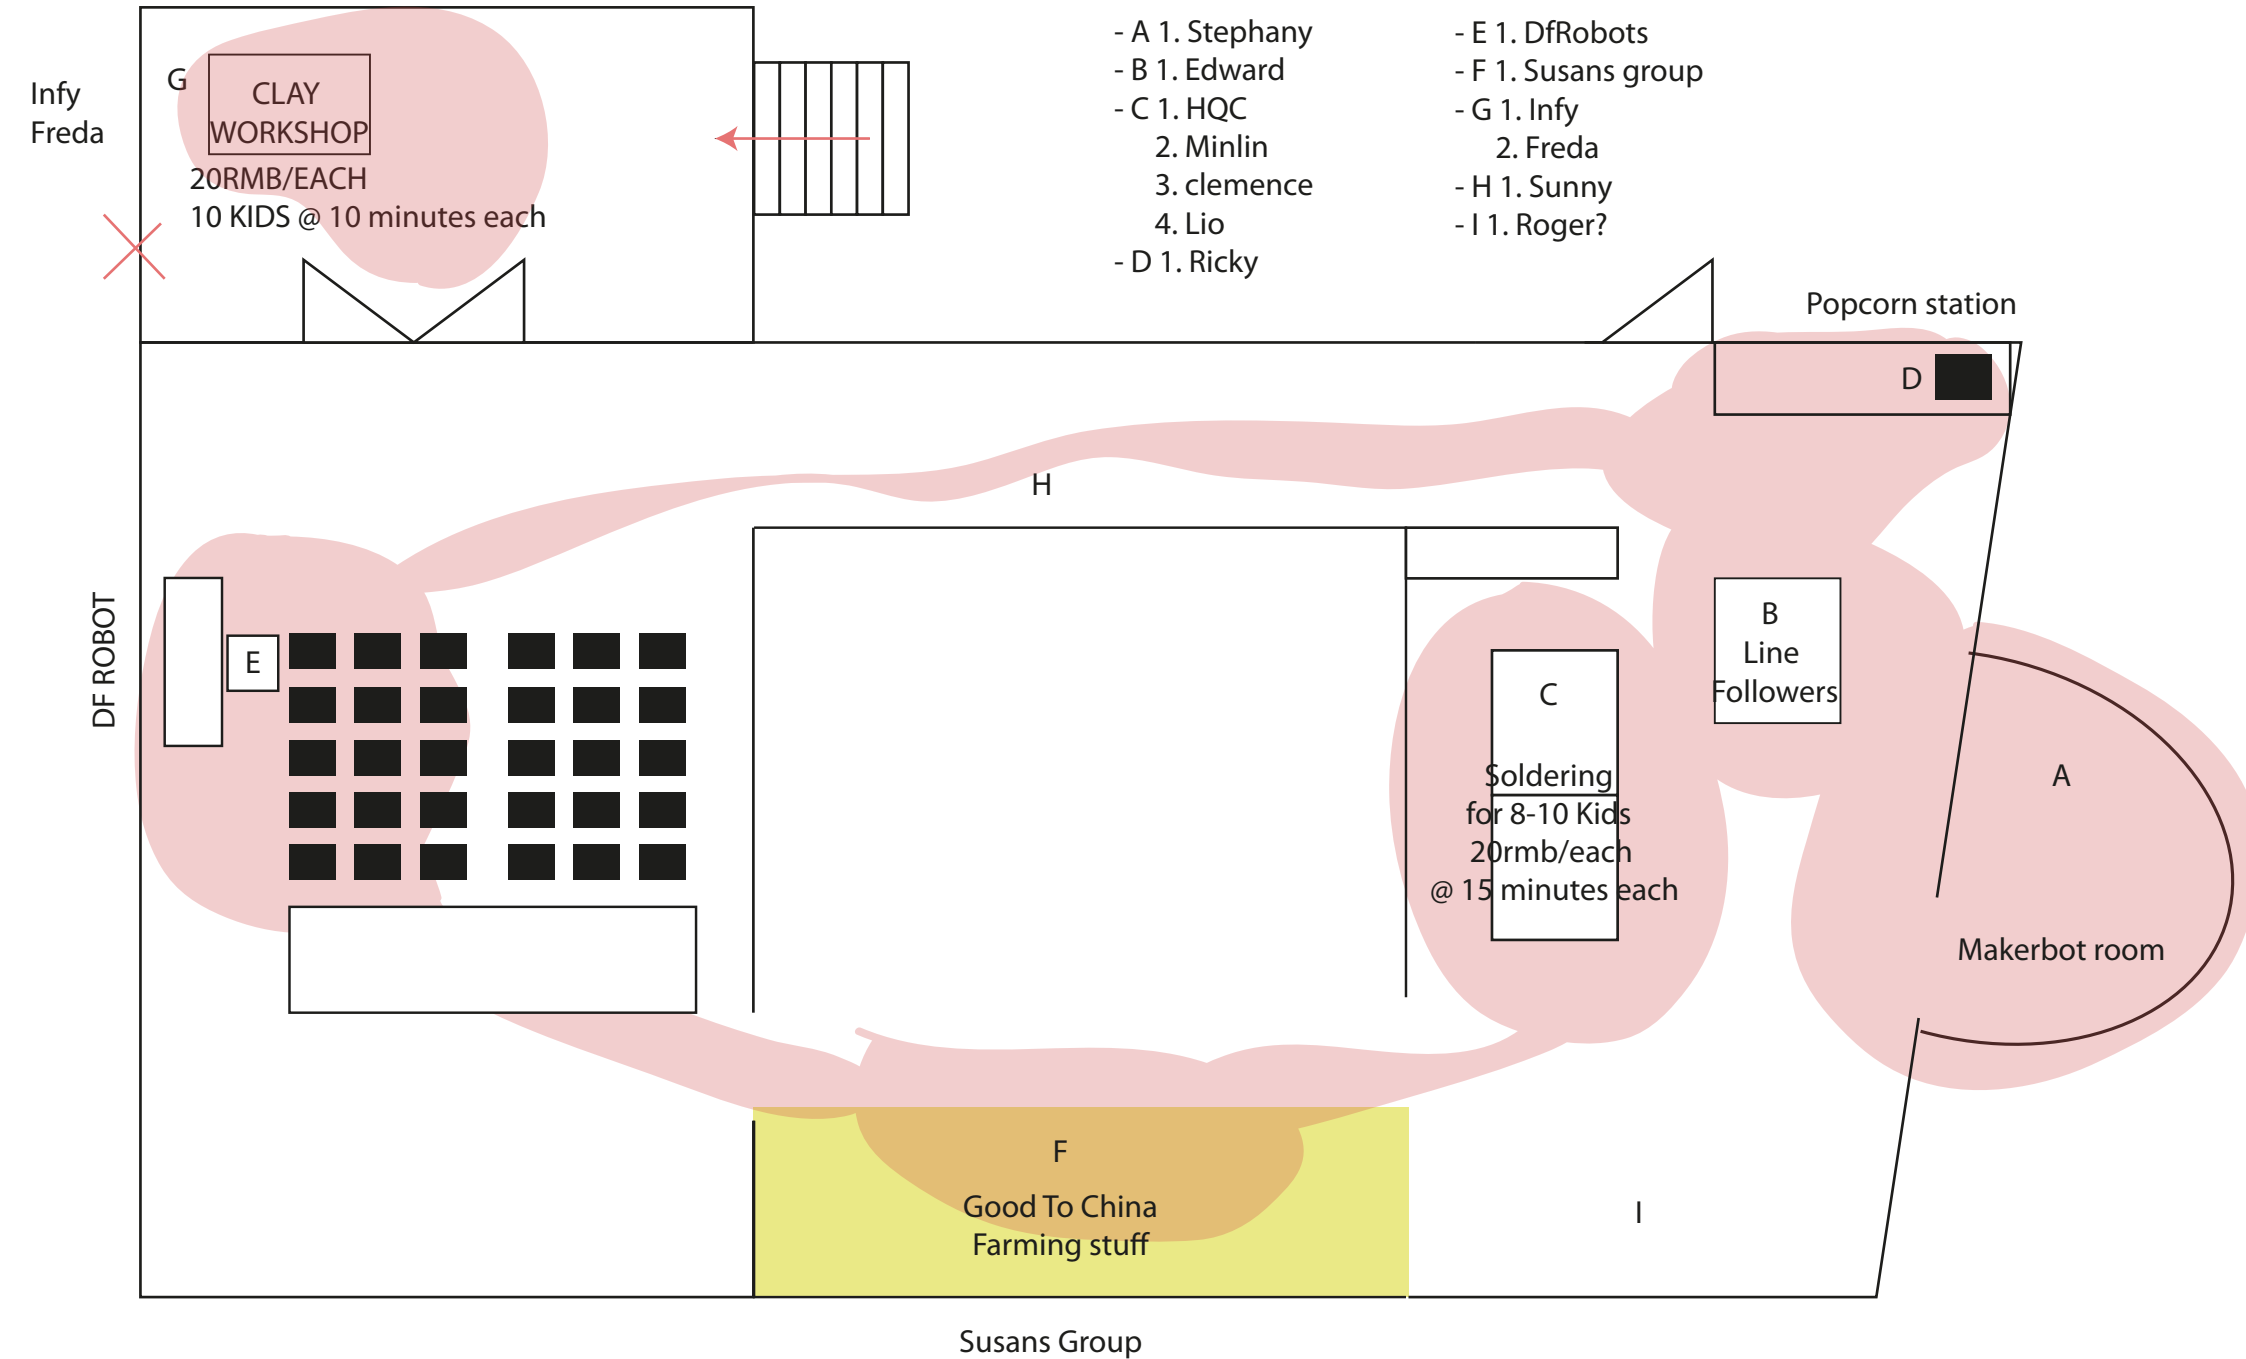 - A 1. Stephany
- B 1. Edward
- C 1. HQC
2. Minlin
3. clemence
4. Lio
- D 1. Ricky
- E 1. DfRobots
- F 1. Susans group
- G 1. Infy
2. Freda
- H 1. Sunny
- I 1. Roger?
Infy
Freda
G
CLAY
WORKSHOP
20RMB/EACH
10 KIDS @ 10 minutes each
Popcorn station
D
H
DF ROBOT
E
B
Line
Followers
C
Soldering
for 8-10 Kids
20rmb/each
@ 15 minutes each
A
Makerbot room
F
Good To China
Farming stuff
I
Susans Group